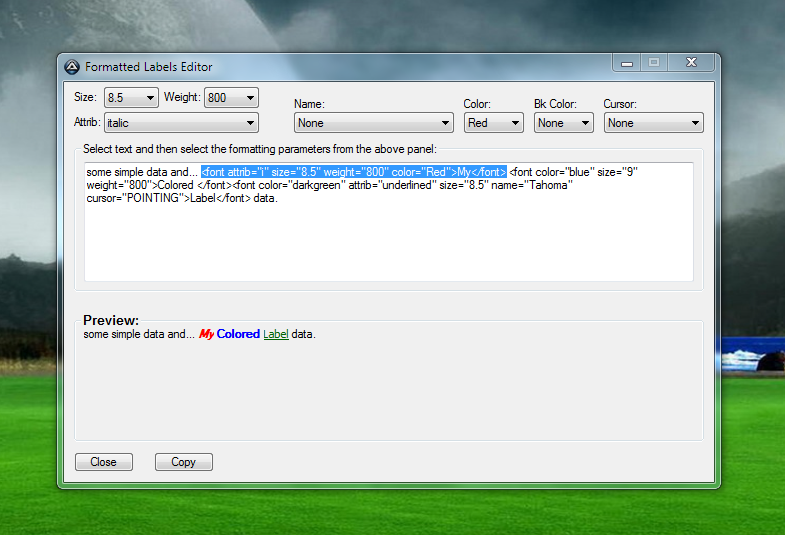 Formatted Labels Editor
Size: 8.5 Weight: 800
Name: Color: Bk Color: Cursor:
Attrib: italic None Red None None
Select text and then select the formatting parameters from the above panel:
some simple data and... <font attrib="i" size="8.5" weight="800" color="Red">My</font> <font color="blue" size="9"
weight="800">Colored </font><font color="darkgreen" attrib="underlined" size="8.5" name="Tahoma"
cursor="POINTING">Label</font> data.
Preview:
some simple data and... My Colored Label data.
Close Copy